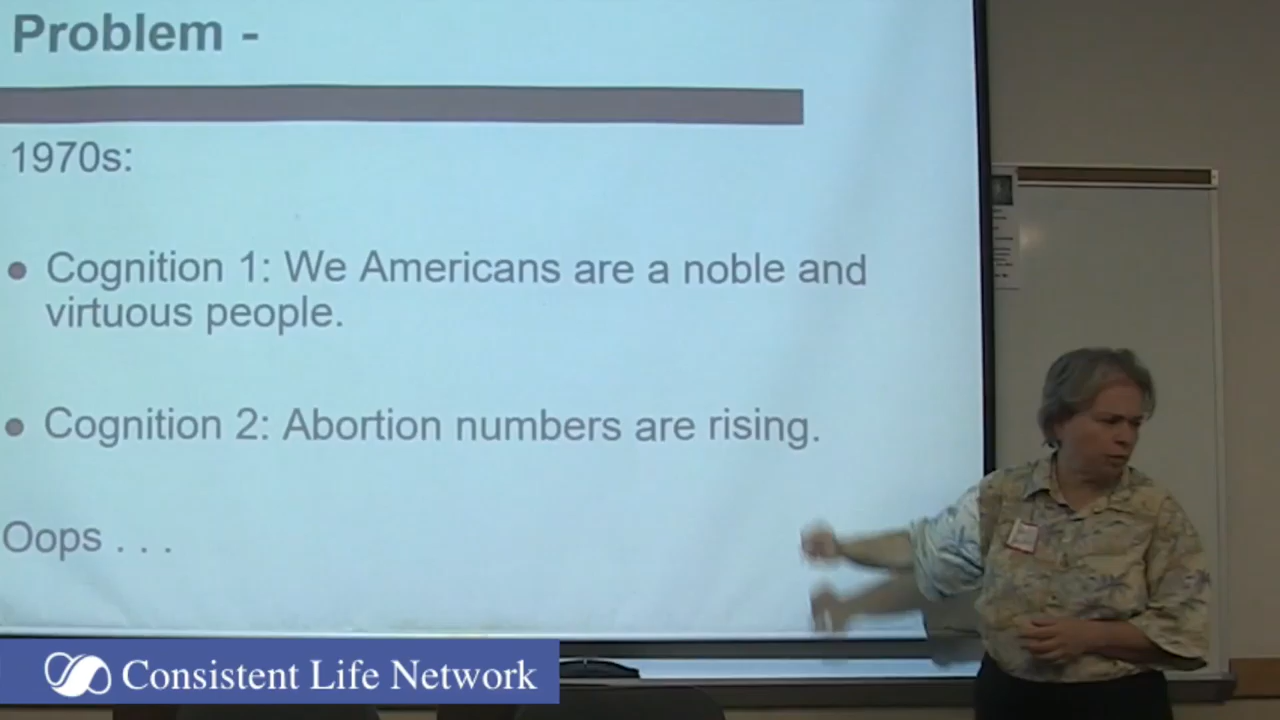 Problem -
1970s:
• Cognition 1: We Americans are a noble and
virtuous people.
• Cognition 2: Abortion numbers are rising.
Oops . . .
Consistent Life Network